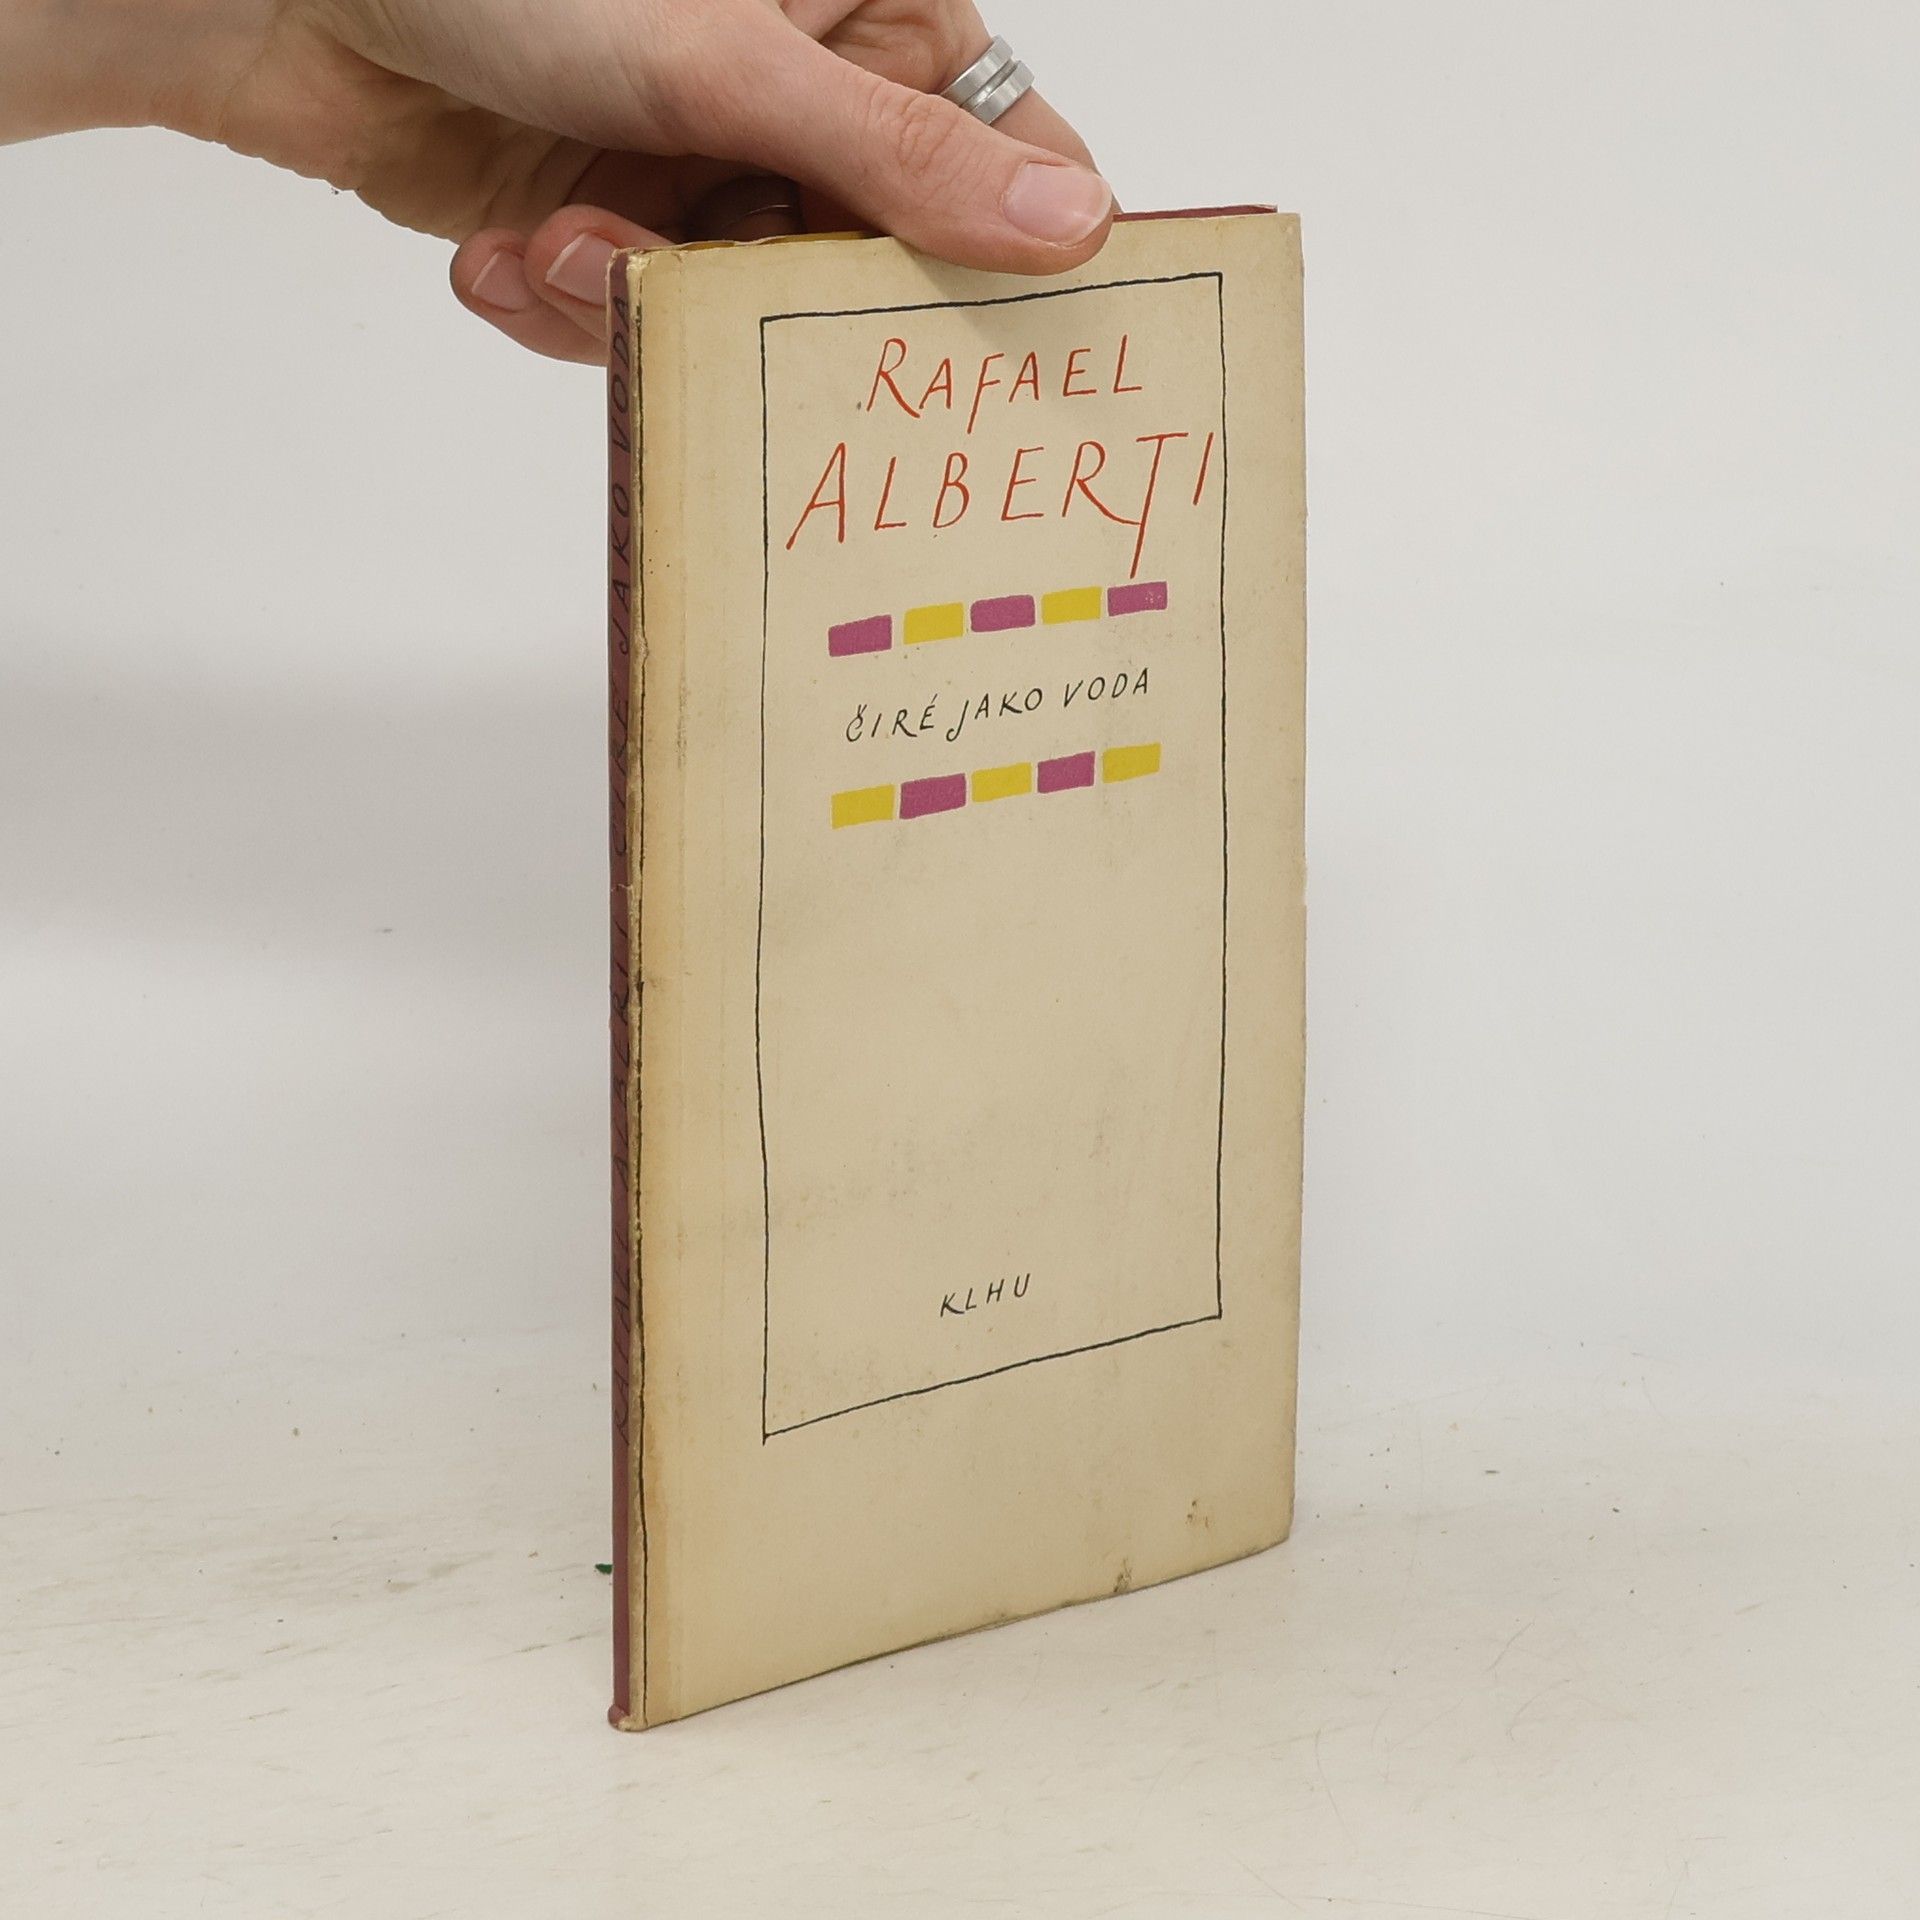 RAFAEL
ALBERTI
ČIRÉ JAKO VODA
KLHU
RAFAEL ALBERTI ČIRÉ JAKO VODA